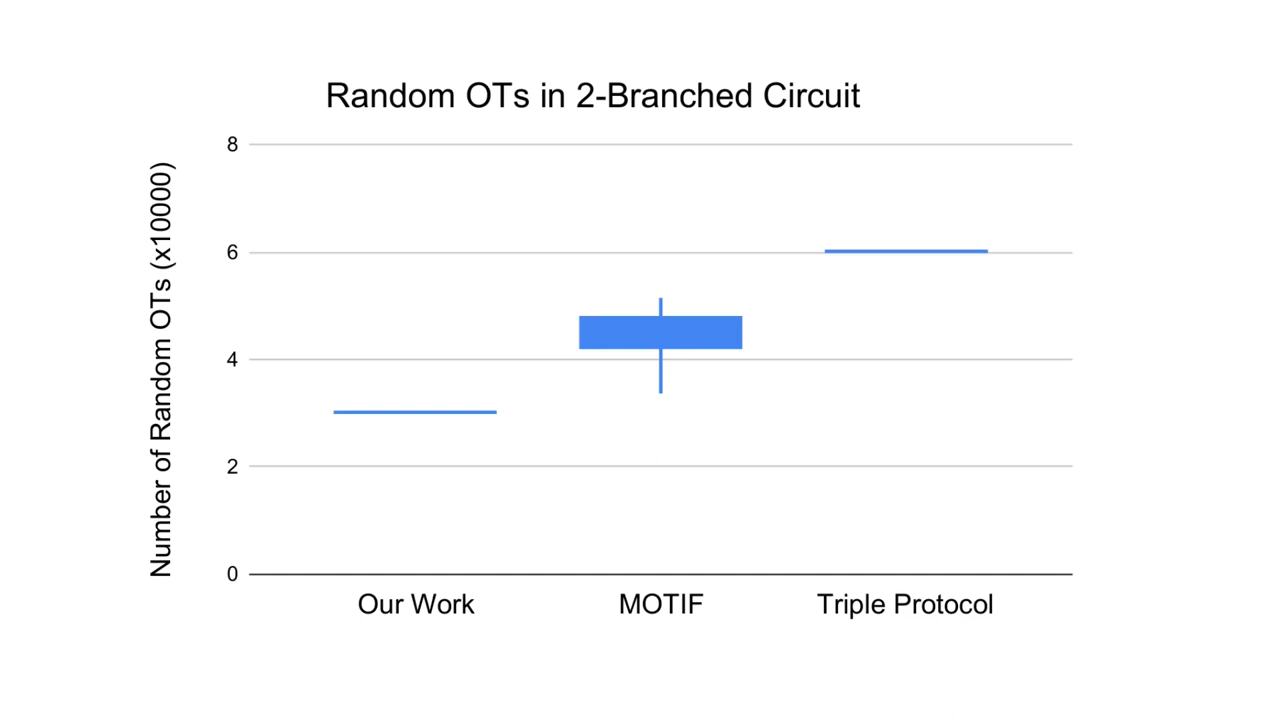 Random OTs in 2-Branched Circuit
Number of Random OTs (x10000)
8
6
4
2
0
Our Work
MOTIF
Triple Protocol